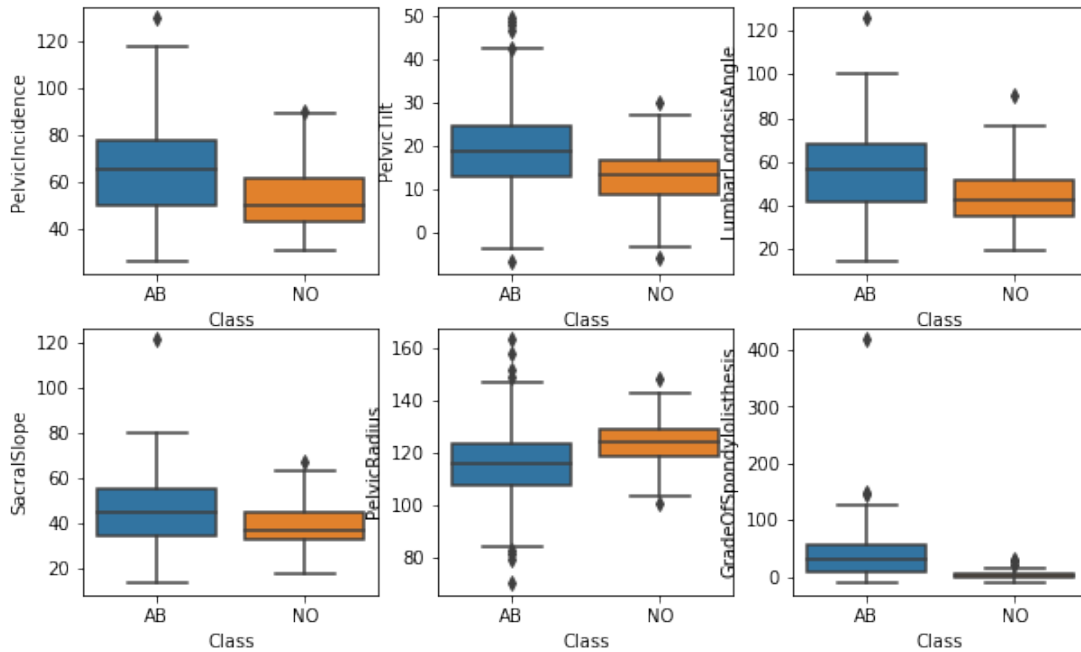 PelvicIncidence
120
100
80
60
40
AB
NO
Class
PelvicTilt
50
40
30
20
10
0
AB
NO
Class
LumbarLordosisAngle
120
100
80
60
40
20
AB
NO
Class
SacralSlope
120
100
80
60
40
20
AB
NO
Class
PelvicRadius
160
140
120
100
80
AB
NO
Class
GradeOfSpondylolisthesis
400
300
200
100
0
AB
NO
Class